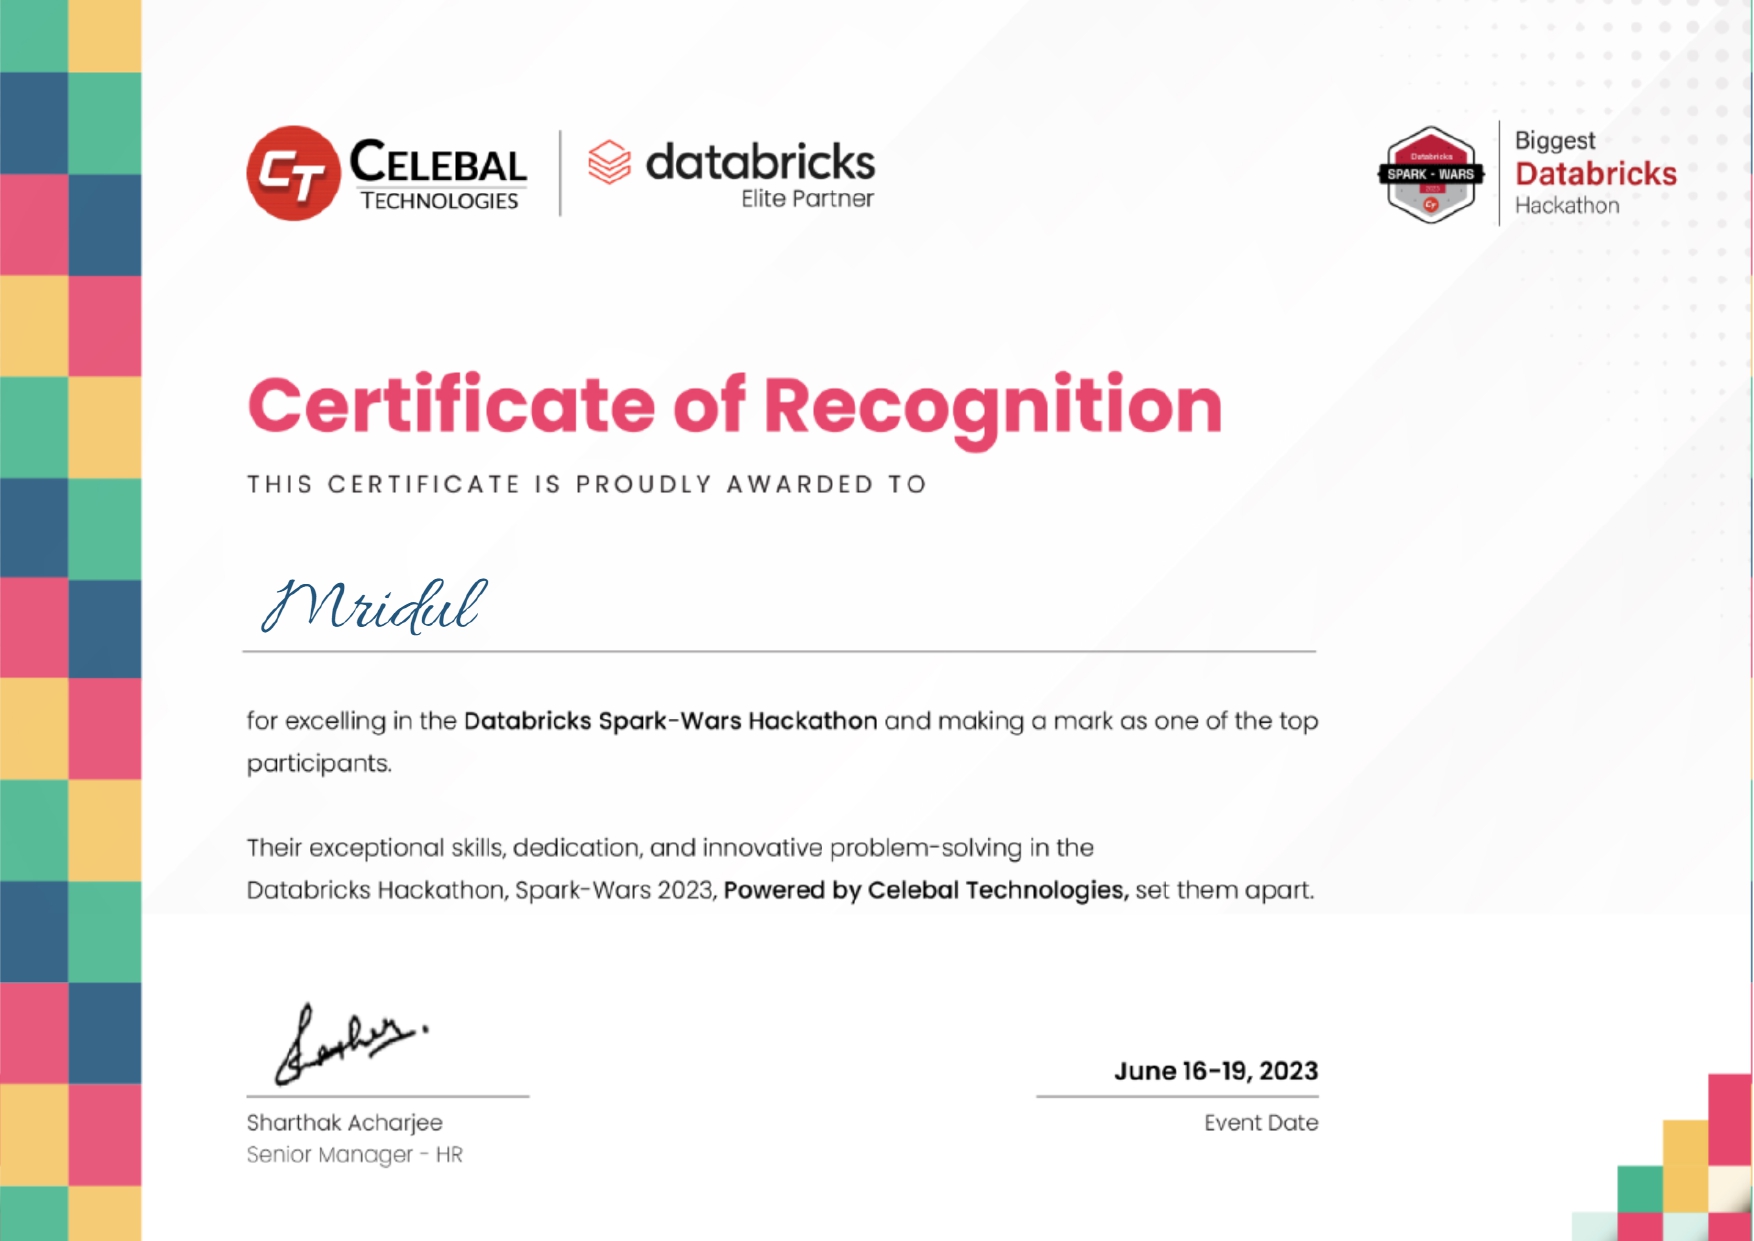 CT CELEBAL
TECHNOLOGIES
databricks
Elite Partner
Databricks
SPARK - WARS
2023
CT
Biggest
Databricks
Hackathon
Certificate of Recognition
THIS CERTIFICATE IS PROUDLY AWARDED TO
Mridul
for excelling in the Databricks Spark-Wars Hackathon and making a mark as one of the top
participants.
Their exceptional skills, dedication, and innovative problem-solving in the
Databricks Hackathon, Spark-Wars 2023, Powered by Celebal Technologies, set them apart.
June 16-19, 2023
Sharthak Acharjee
Senior Manager - HR
Event Date